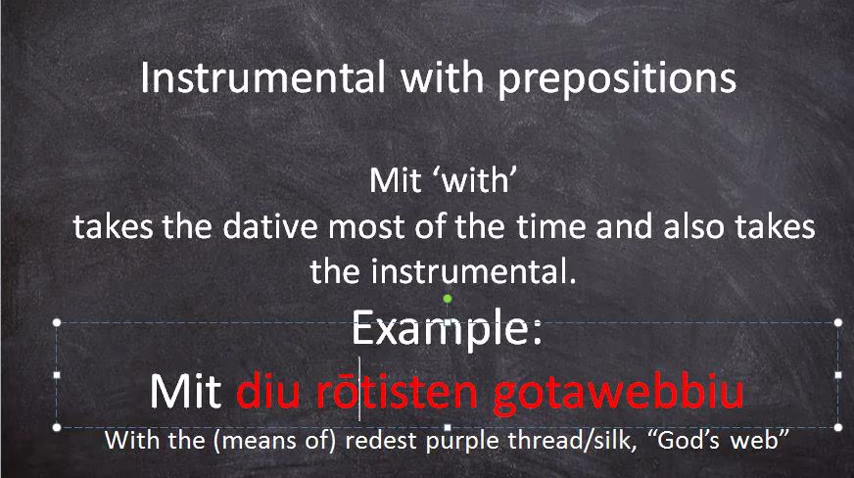 Instrumental with prepositions
Mit ‘with’
takes the dative most of the time and also takes
the instrumental.
Example:
Mit diu rōtisten gotawebbiu
With the (means of) redest purple thread/silk, “God’s web”